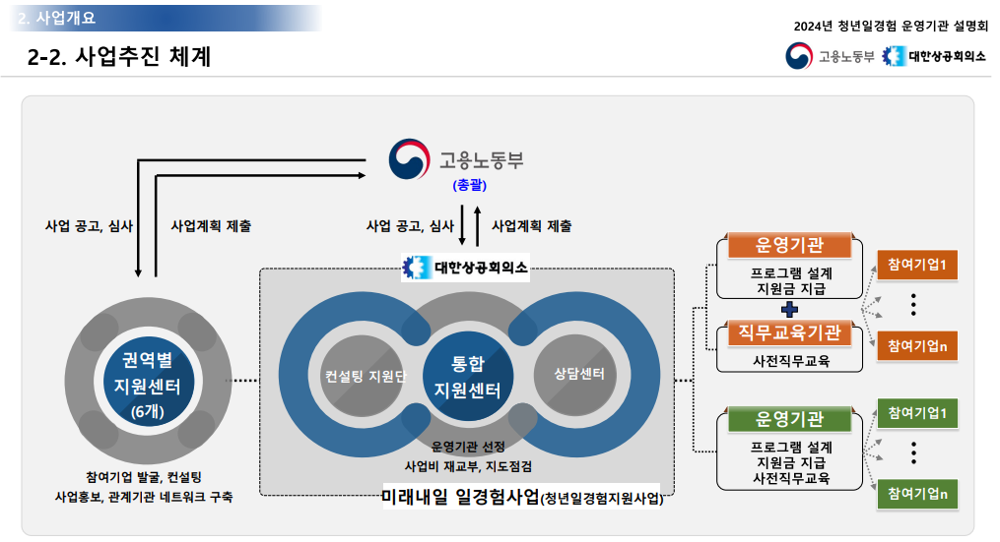 2. 사업개요
2024년 청년일경험 운영기관 설명회
2-2. 사업추진 체계
고용노동부
대한상공회의소
고용노동부
(총괄)
사업 공고, 심사
사업계획 제출
사업 공고, 심사
사업계획 제출
대한상공회의소
권역별
지원센터
(6개)
참여기업 발굴, 컨설팅
사업홍보, 관계기관 네트워크 구축
컨설팅 지원단
통합
지원센터
상담센터
운영기관 선정
사업비 재교부, 지도점검
미래내일 일경험사업(청년일경험지원사업)
운영기관
프로그램 설계
지원금 지급
직무교육기관
사전직무교육
참여기업1
참여기업n
운영기관
프로그램 설계
지원금 지급
사전직무교육
참여기업1
참여기업n